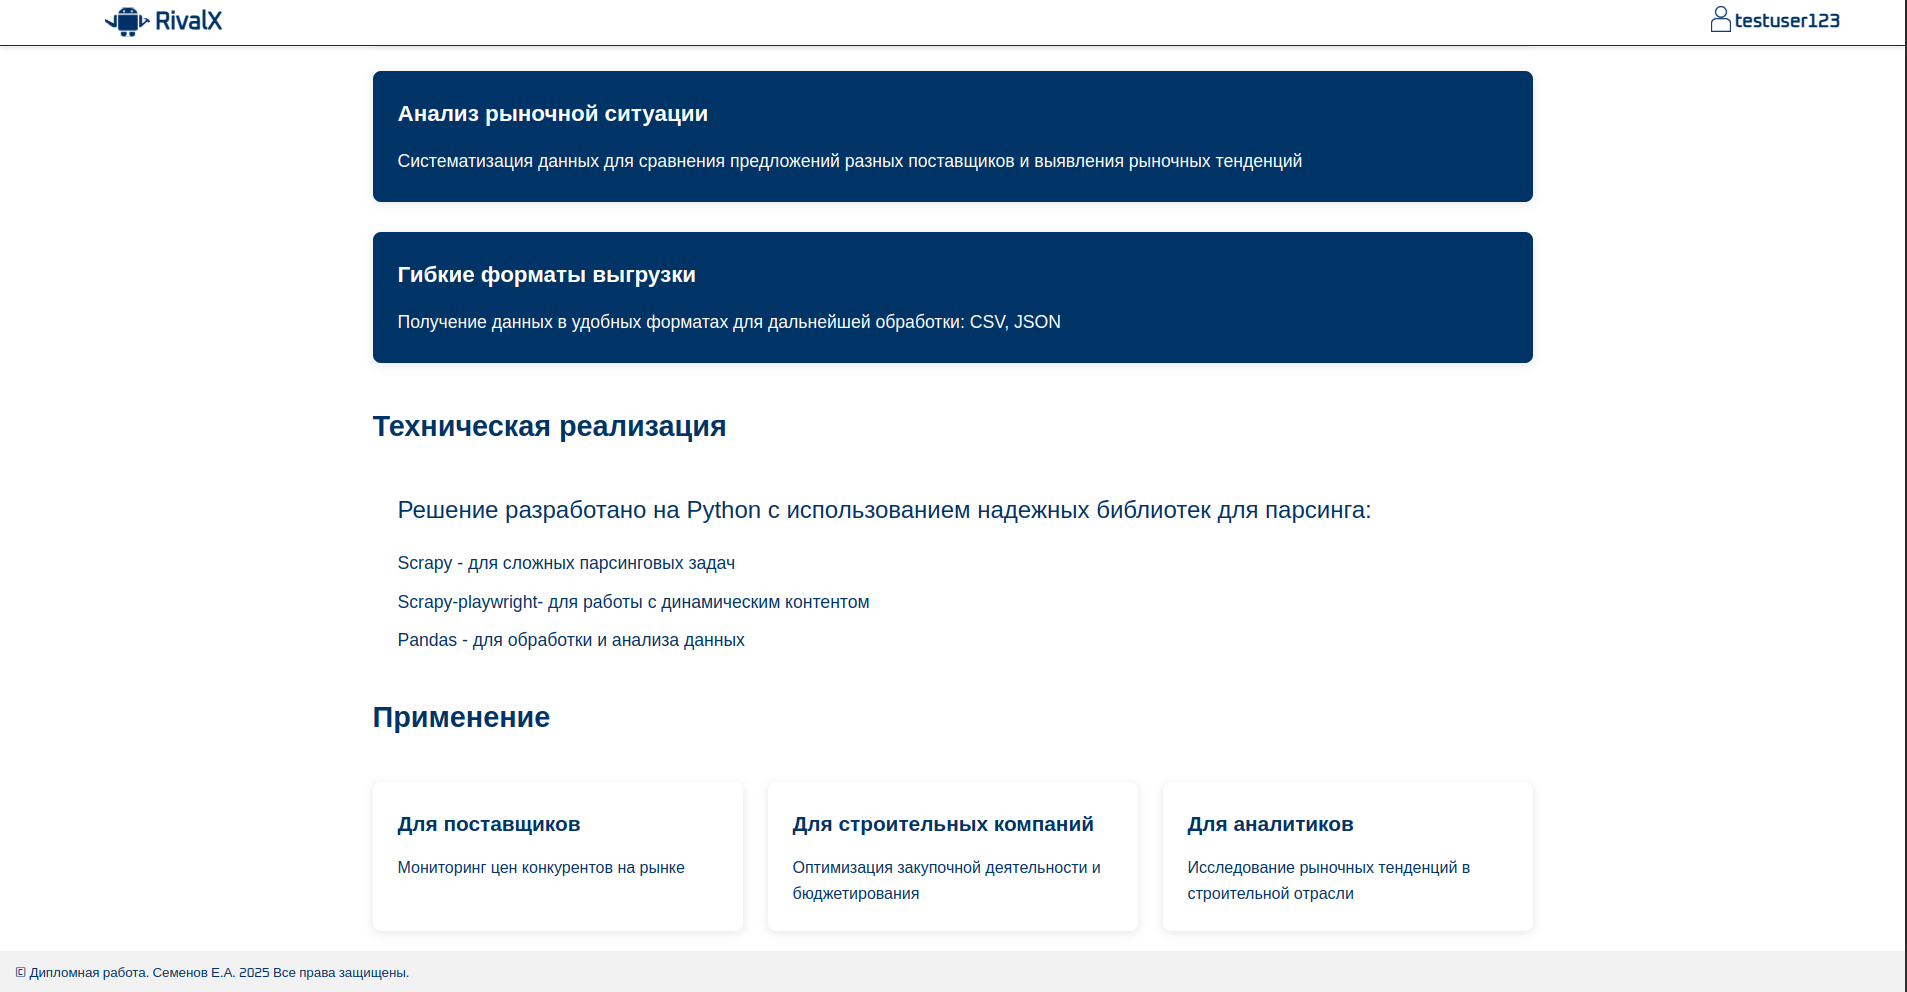 RivalX
testuser123
Анализ рыночной ситуации
Систематизация данных для сравнения предложений разных поставщиков и выявления рыночных тенденций
Гибкие форматы выгрузки
Получение данных в удобных форматах для дальнейшей обработки: CSV, JSON
Техническая реализация
Решение разработано на Python с использованием надежных библиотек для парсинга:
Scrapy - для сложных парсинговых задач
Scrapy-playwright- для работы с динамическим контентом
Pandas - для обработки и анализа данных
Применение
Для поставщиков
Мониторинг цен конкурентов на рынке
Для строительных компаний
Оптимизация закупочной деятельности и
бюджетирования
Для аналитиков
Исследование рыночных тенденций в
строительной отрасли
© Дипломная работа. Семенов Е.А. 2025 Все права защищены.